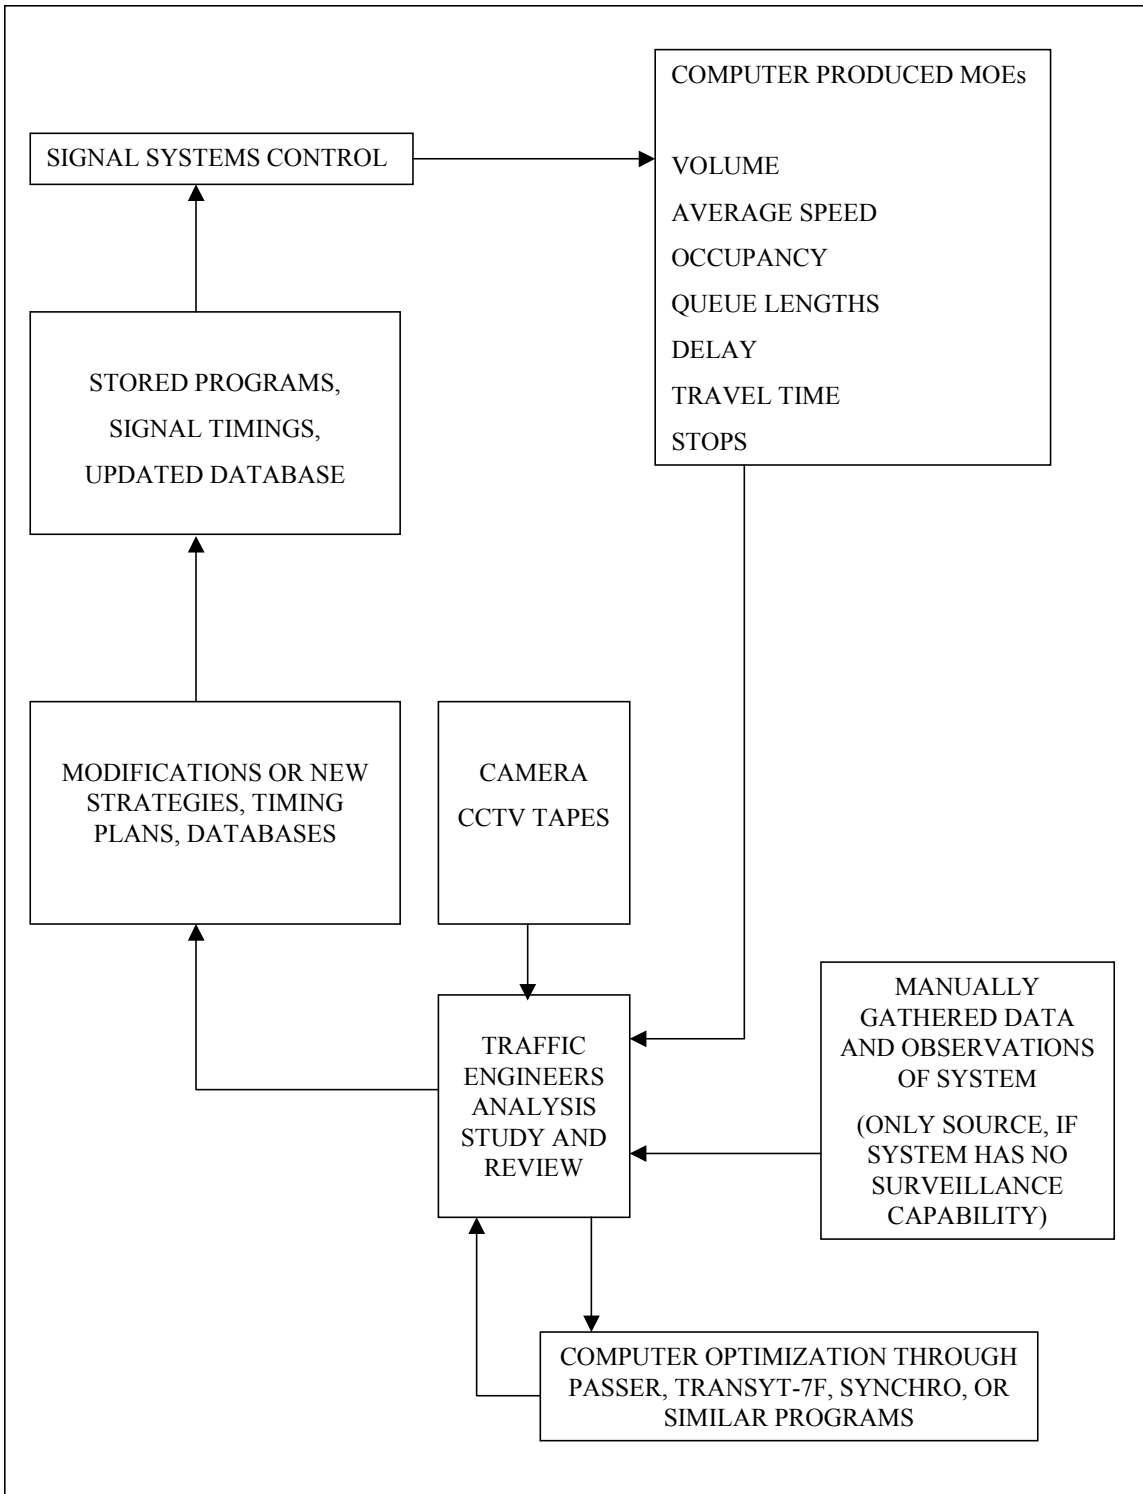 COMPUTER PRODUCED MOEs
VOLUME
AVERAGE SPEED
OCCUPANCY
QUEUE LENGTHS
DELAY
TRAVEL TIME
STOPS
SIGNAL SYSTEMS CONTROL
STORED PROGRAMS,
SIGNAL TIMINGS,
UPDATED DATABASE
MODIFICATIONS OR NEW
STRATEGIES, TIMING
PLANS, DATABASES
CAMERA
CCTV TAPES
TRAFFIC
ENGINEERS
ANALYSIS
STUDY AND
REVIEW
MANUALLY
GATHERED DATA
AND OBSERVATIONS
OF SYSTEM
(ONLY SOURCE, IF
SYSTEM HAS NO
SURVEILLANCE
CAPABILITY)
COMPUTER OPTIMIZATION THROUGH
PASSER, TRANSYT-7F, SYNCHRO, OR
SIMILAR PROGRAMS